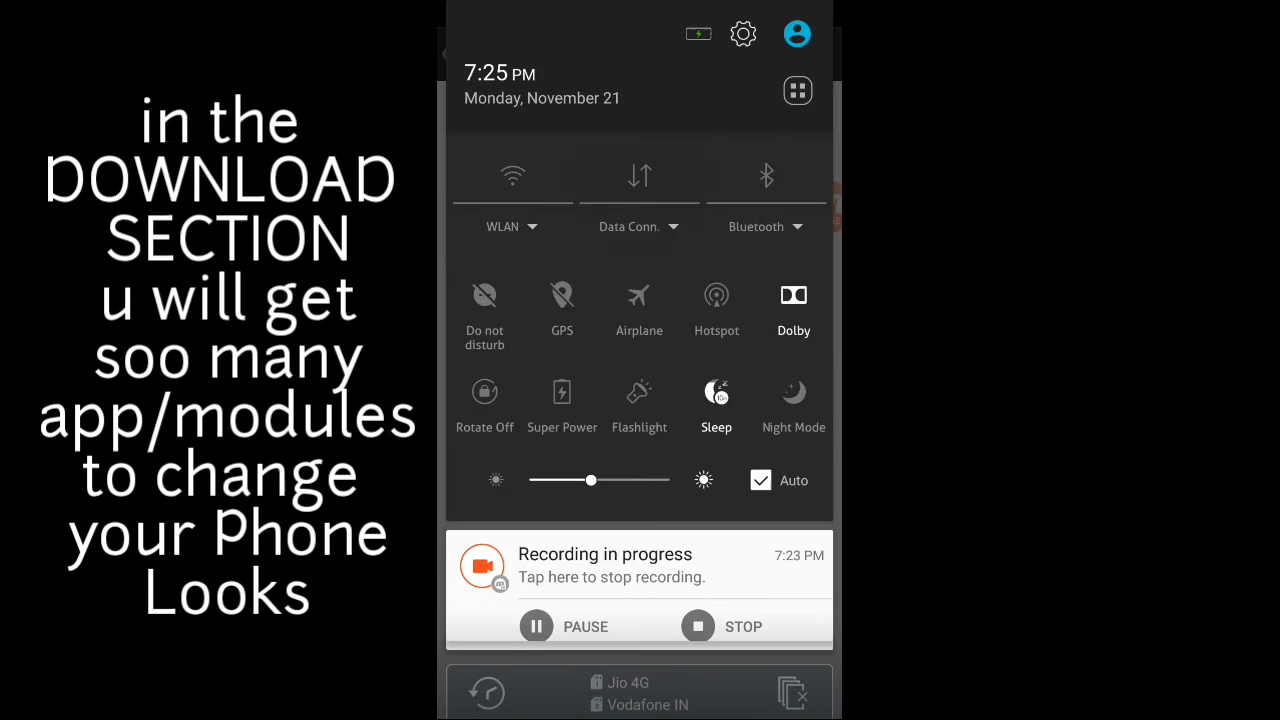 in the
DOWNLOAD
SECTION
u will get
soo many
app/modules
to change
your Phone
Looks
7:25 PM
Monday, November 21
WLAN
Data Conn.
Bluetooth
Do not
disturb
GPS
Airplane
Hotspot
Dolby
Rotate Off
Super Power
Flashlight
Sleep
Night Mode
Auto
Recording in progress
7:23 PM
Tap here to stop recording.
PAUSE
STOP
Jio 4G
Vodafone IN